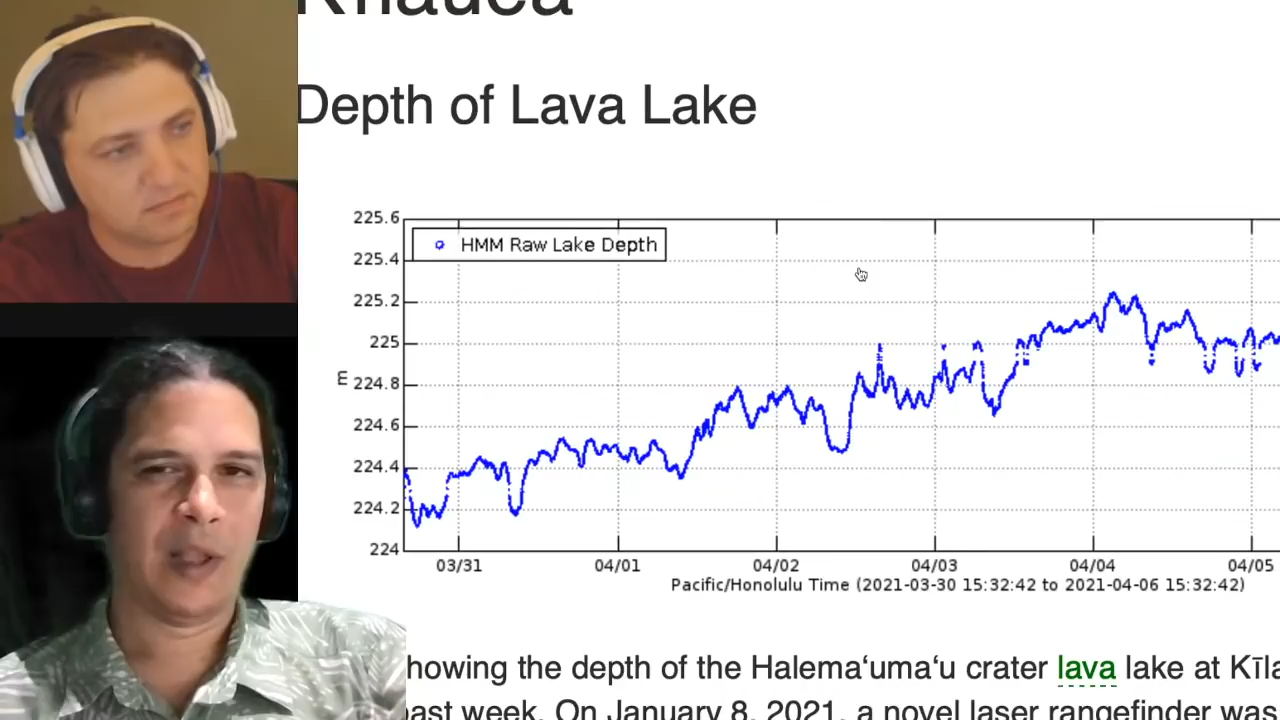 Kīlauea
Depth of Lava Lake
HMM Raw Lake Depth
225.6
225.4
225.2
225
224.8
224.6
224.4
224.2
224
m
03/31 04/01 04/02 04/03 04/04 04/05
Pacific/Honolulu Time (2021-03-30 15:32:42 to 2021-04-06 15:32:42)
howing the depth of the Halemaʻumaʻu crater lava lake at Kīla
ast week. On January 8, 2021, a novel laser rangefinder was